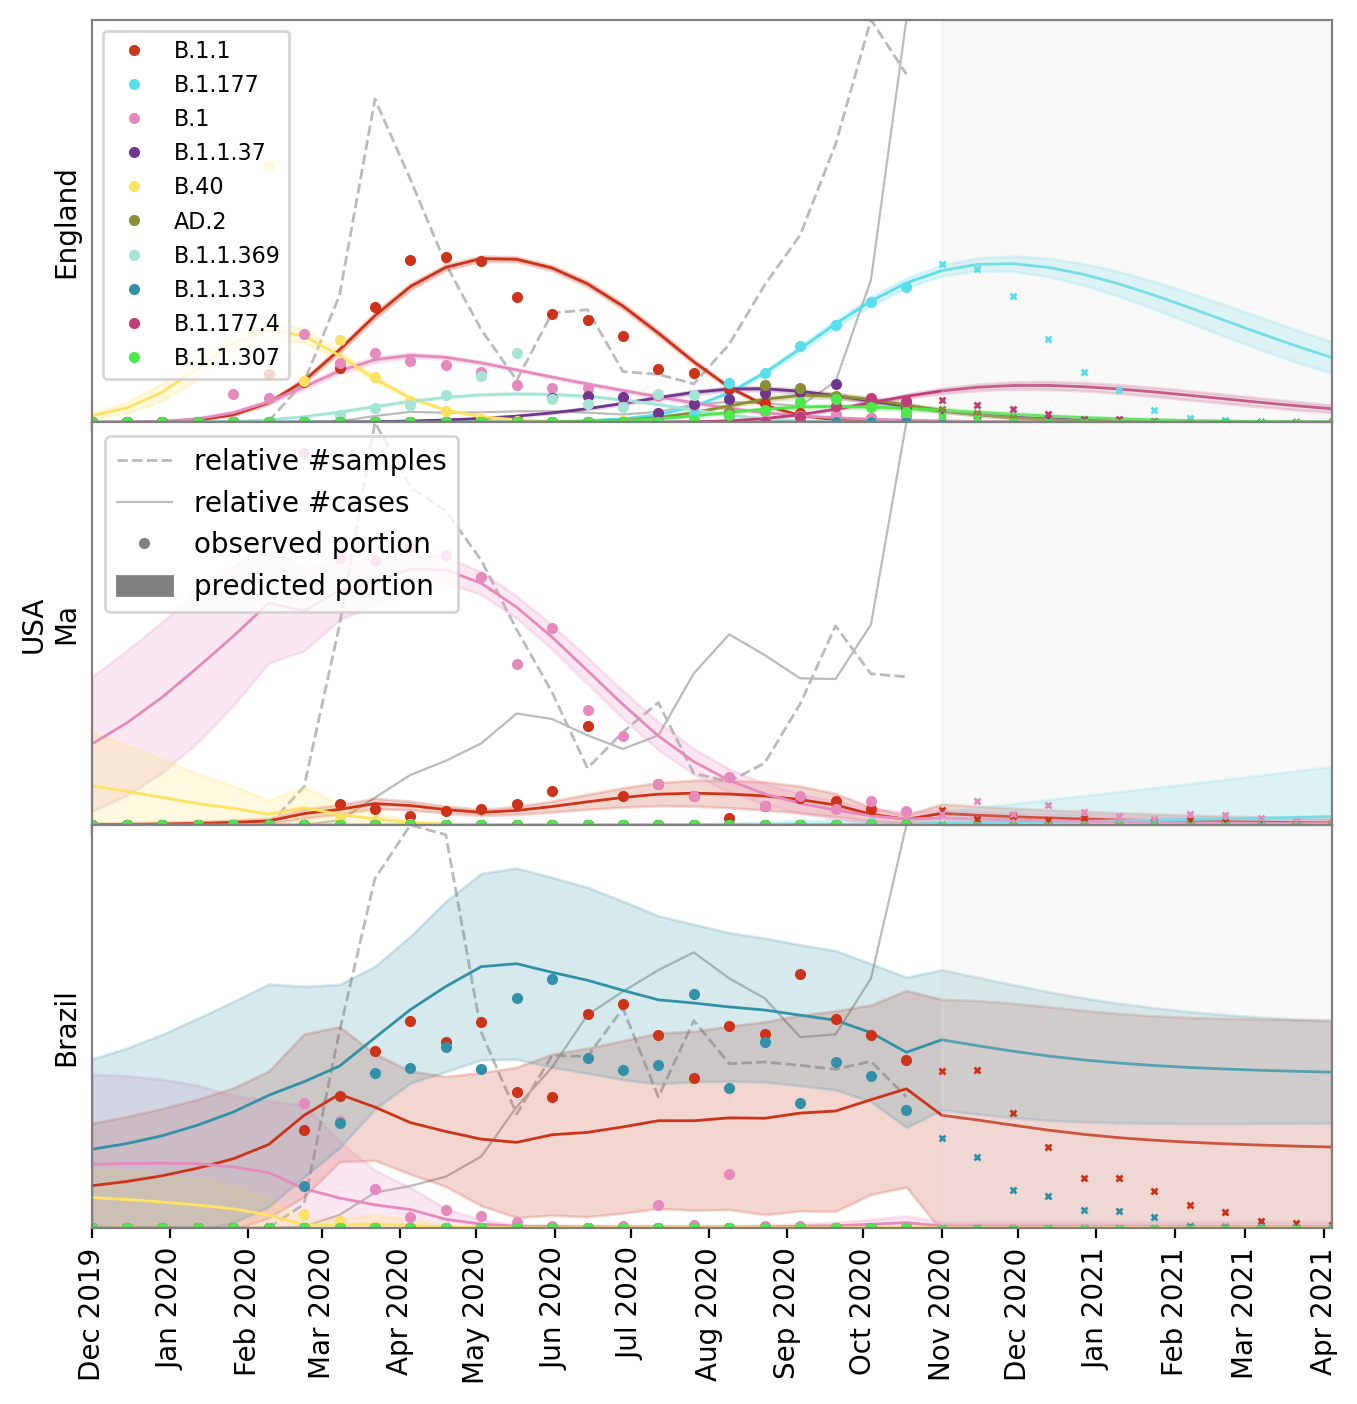 England
B.1.1
B.1.177
B.1
B.1.1.37
B.40
AD.2
B.1.1.369
B.1.1.33
B.1.177.4
B.1.1.307
USA
Ma
relative #samples
relative #cases
observed portion
predicted portion
Brazil
Dec 2019
Jan 2020
Feb 2020
Mar 2020
Apr 2020
May 2020
Jun 2020
Jul 2020
Aug 2020
Sep 2020
Oct 2020
Nov 2020
Dec 2020
Jan 2021
Feb 2021
Mar 2021
Apr 2021